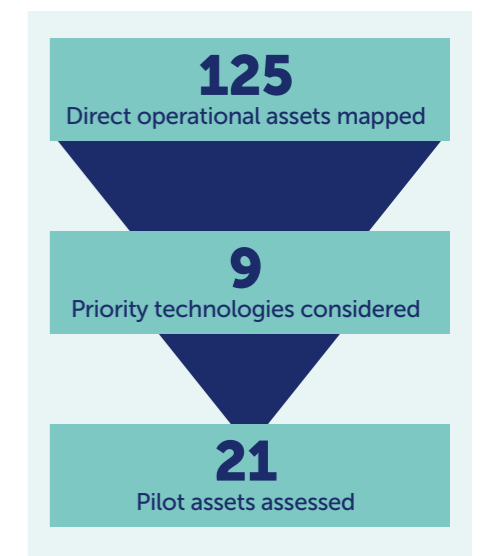 125
Direct operational assets mapped
9
Priority technologies considered
21
Pilot assets assessed